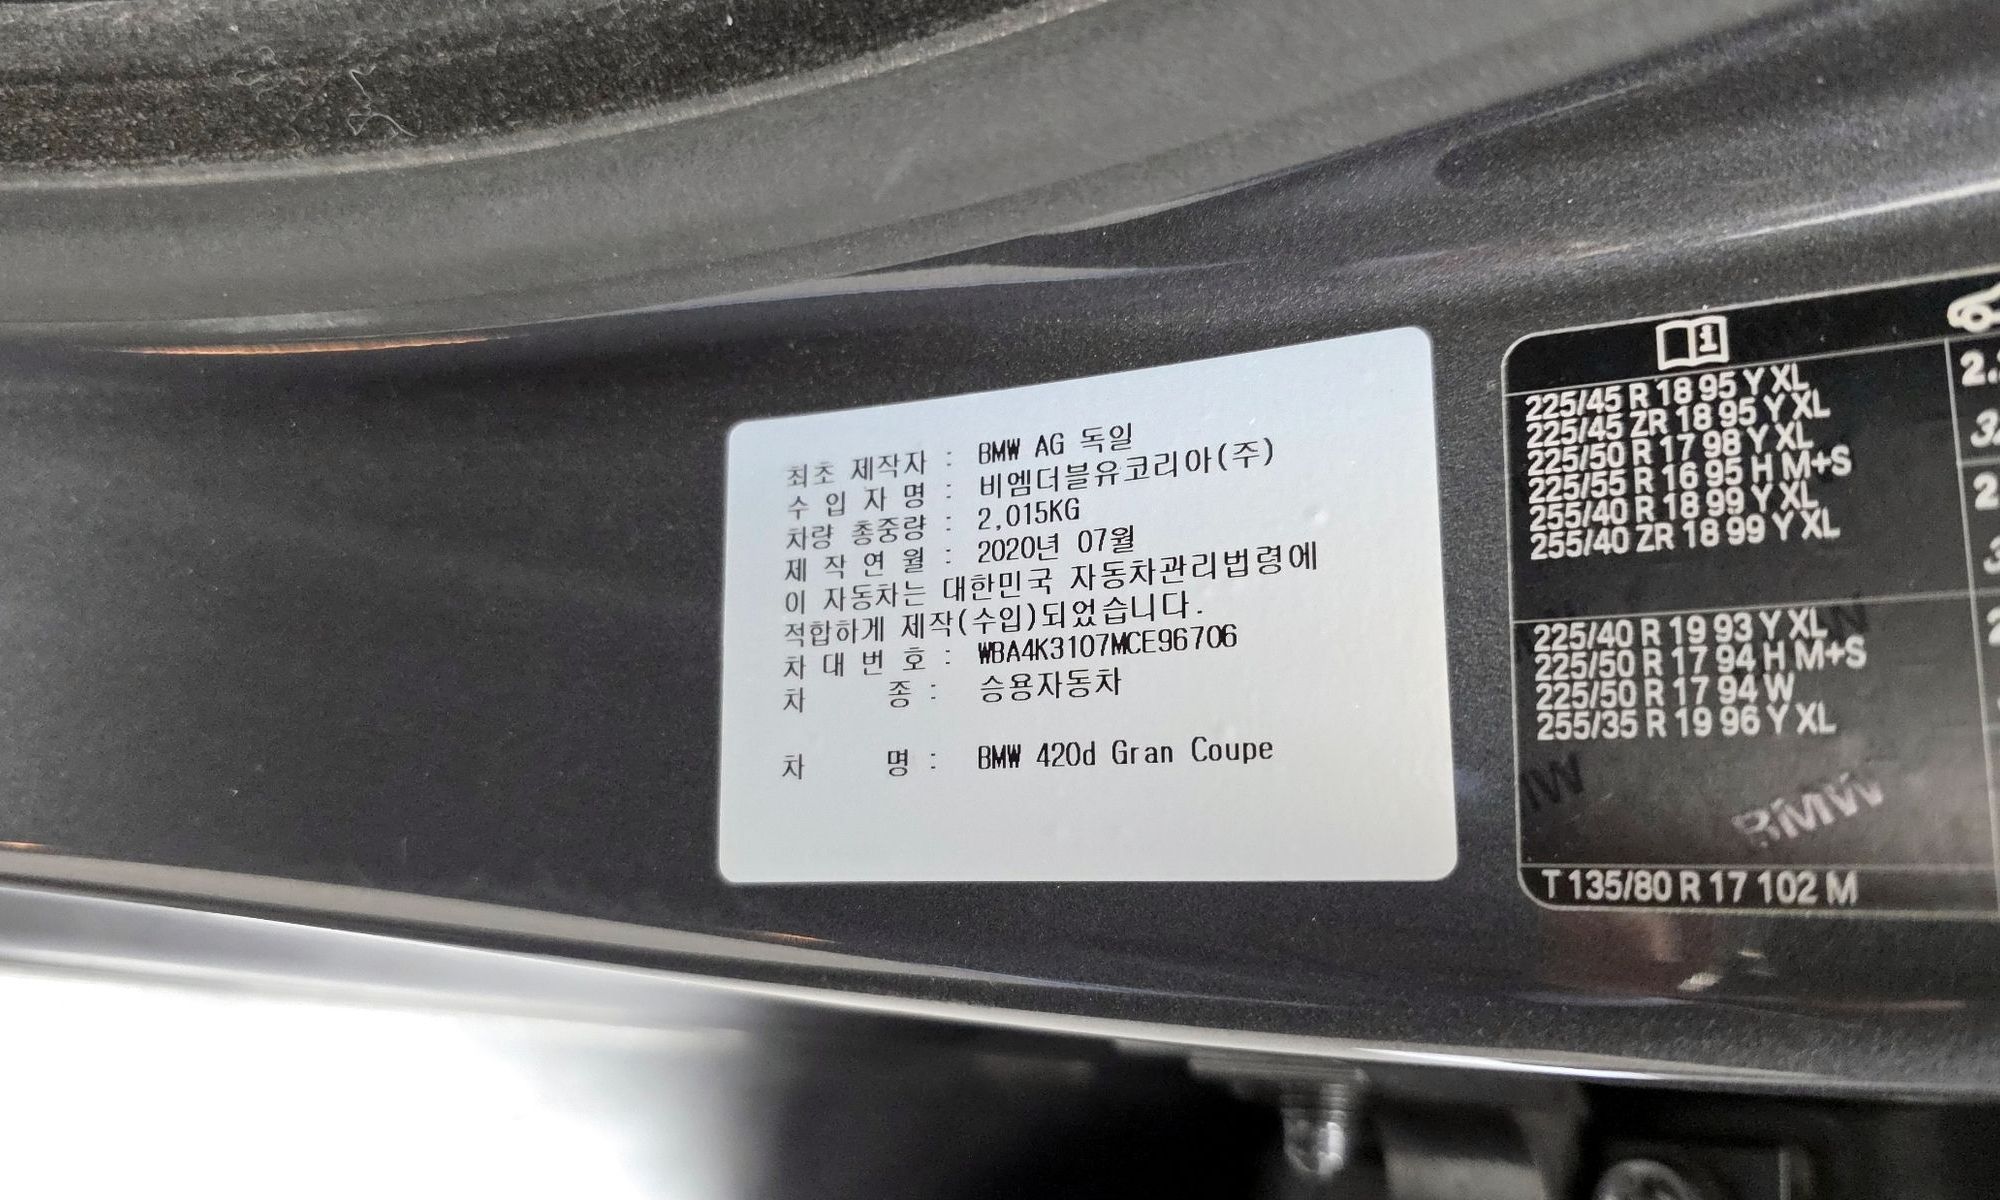 최초 제작자 : BMW AG 독일
수 입 자 명 : 비엠더블유코리아(주)
차량 총중량 : 2,015KG
제 작 연 월 : 2020년 07월
이 자동차는 대한민국 자동차관리법령에
적합하게 제작(수입)되었습니다.
차 대 번 호 : WBA4K3107MCE96706
차 종 : 승용자동차
차 명 : BMW 420d Gran Coupe
i
225/45 R 18 95 Y XL
225/45 ZR 18 95 Y XL
225/50 R 17 98 Y XL
225/55 R 16 95 H M+S
255/40 R 18 99 Y XL
255/40 ZR 18 99 Y XL
225/40 R 19 93 Y XL
225/50 R 17 94 H M+S
225/50 R 17 94 W
255/35 R 19 96 Y XL
BMW
T 135/80 R 17 102 M